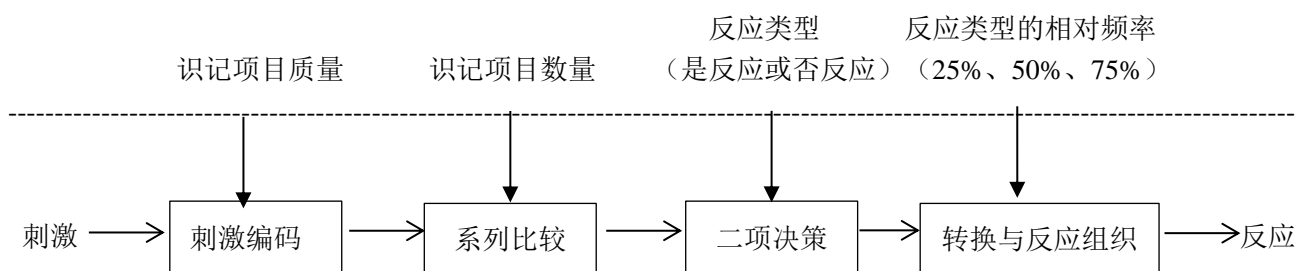 识记项目质量
识记项目数量
反应类型
（是反应或否反应）
反应类型的相对频率
（25%、50%、75%）
刺激
刺激编码
系列比较
二项决策
转换与反应组织
反应